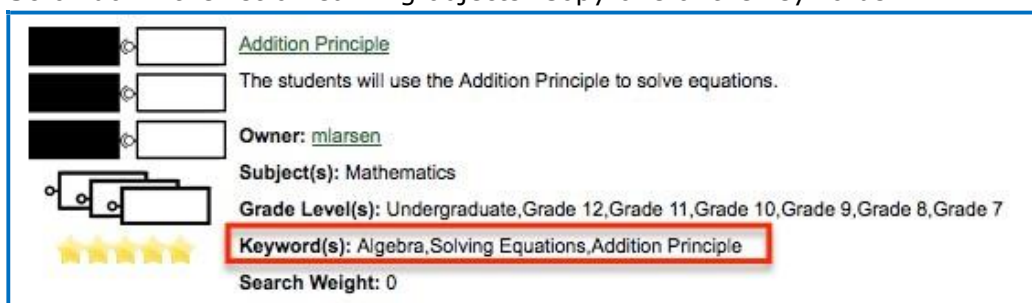 Addition Principle
The students will use the Addition Principle to solve equations.
Owner: mlarsen
Subject(s): Mathematics
Grade Level(s): Undergraduate,Grade 12,Grade 11,Grade 10,Grade 9,Grade 8,Grade 7
Keyword(s): Algebra,Solving Equations,Addition Principle
Search Weight: 0